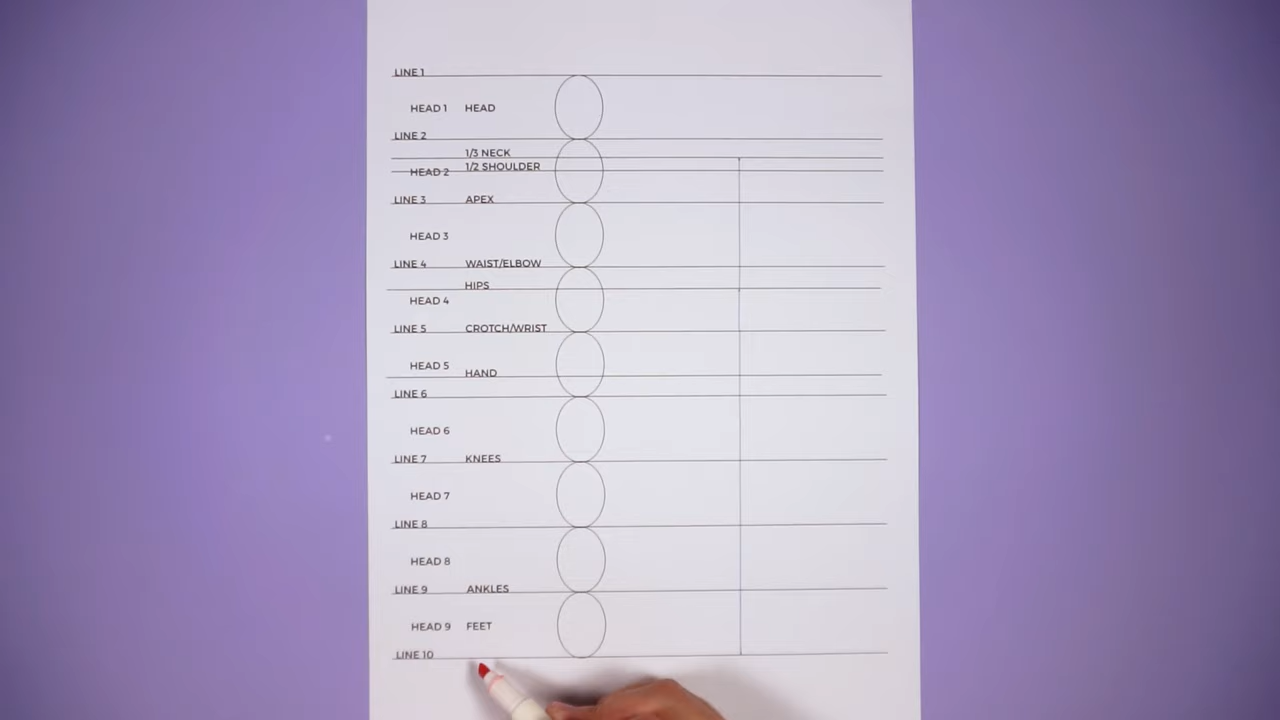 LINE 1
HEAD 1 HEAD
LINE 2
1/3 NECK
1/2 SHOULDER
HEAD 2
LINE 3 APEX
HEAD 3
LINE 4 WAIST/ELBOW
HIPS
HEAD 4
LINE 5 CROTCH/WRIST
HEAD 5
HAND
LINE 6
HEAD 6
LINE 7 KNEES
HEAD 7
LINE 8
HEAD 8
LINE 9 ANKLES
HEAD 9 FEET
LINE 10